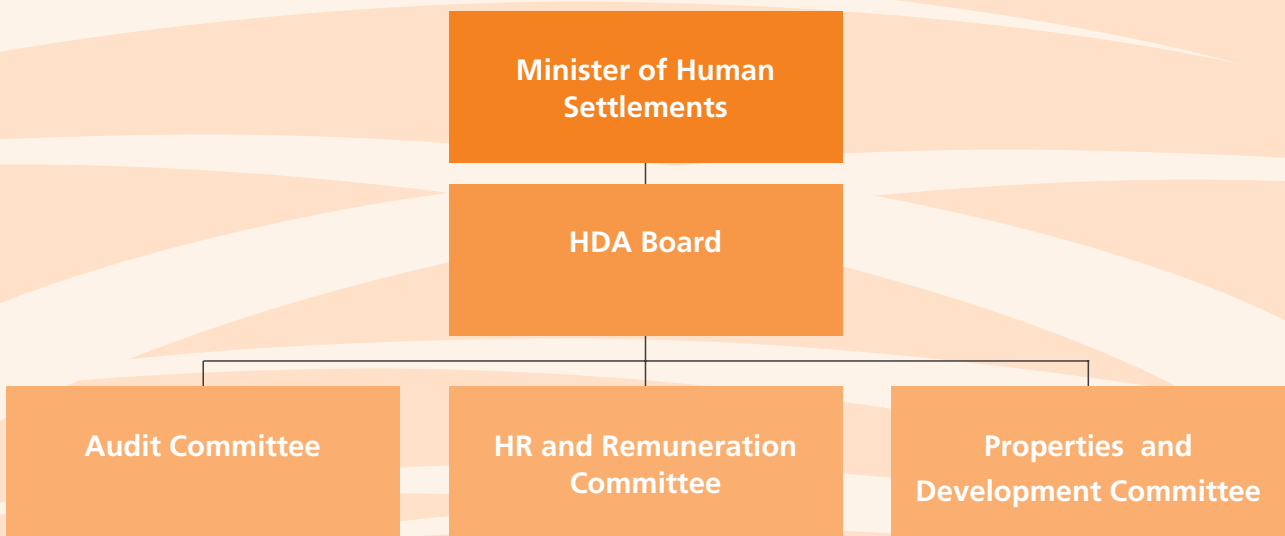 Minister of Human
Settlements
HDA Board
Audit Committee
HR and Remuneration
Committee
Properties and
Development Committee